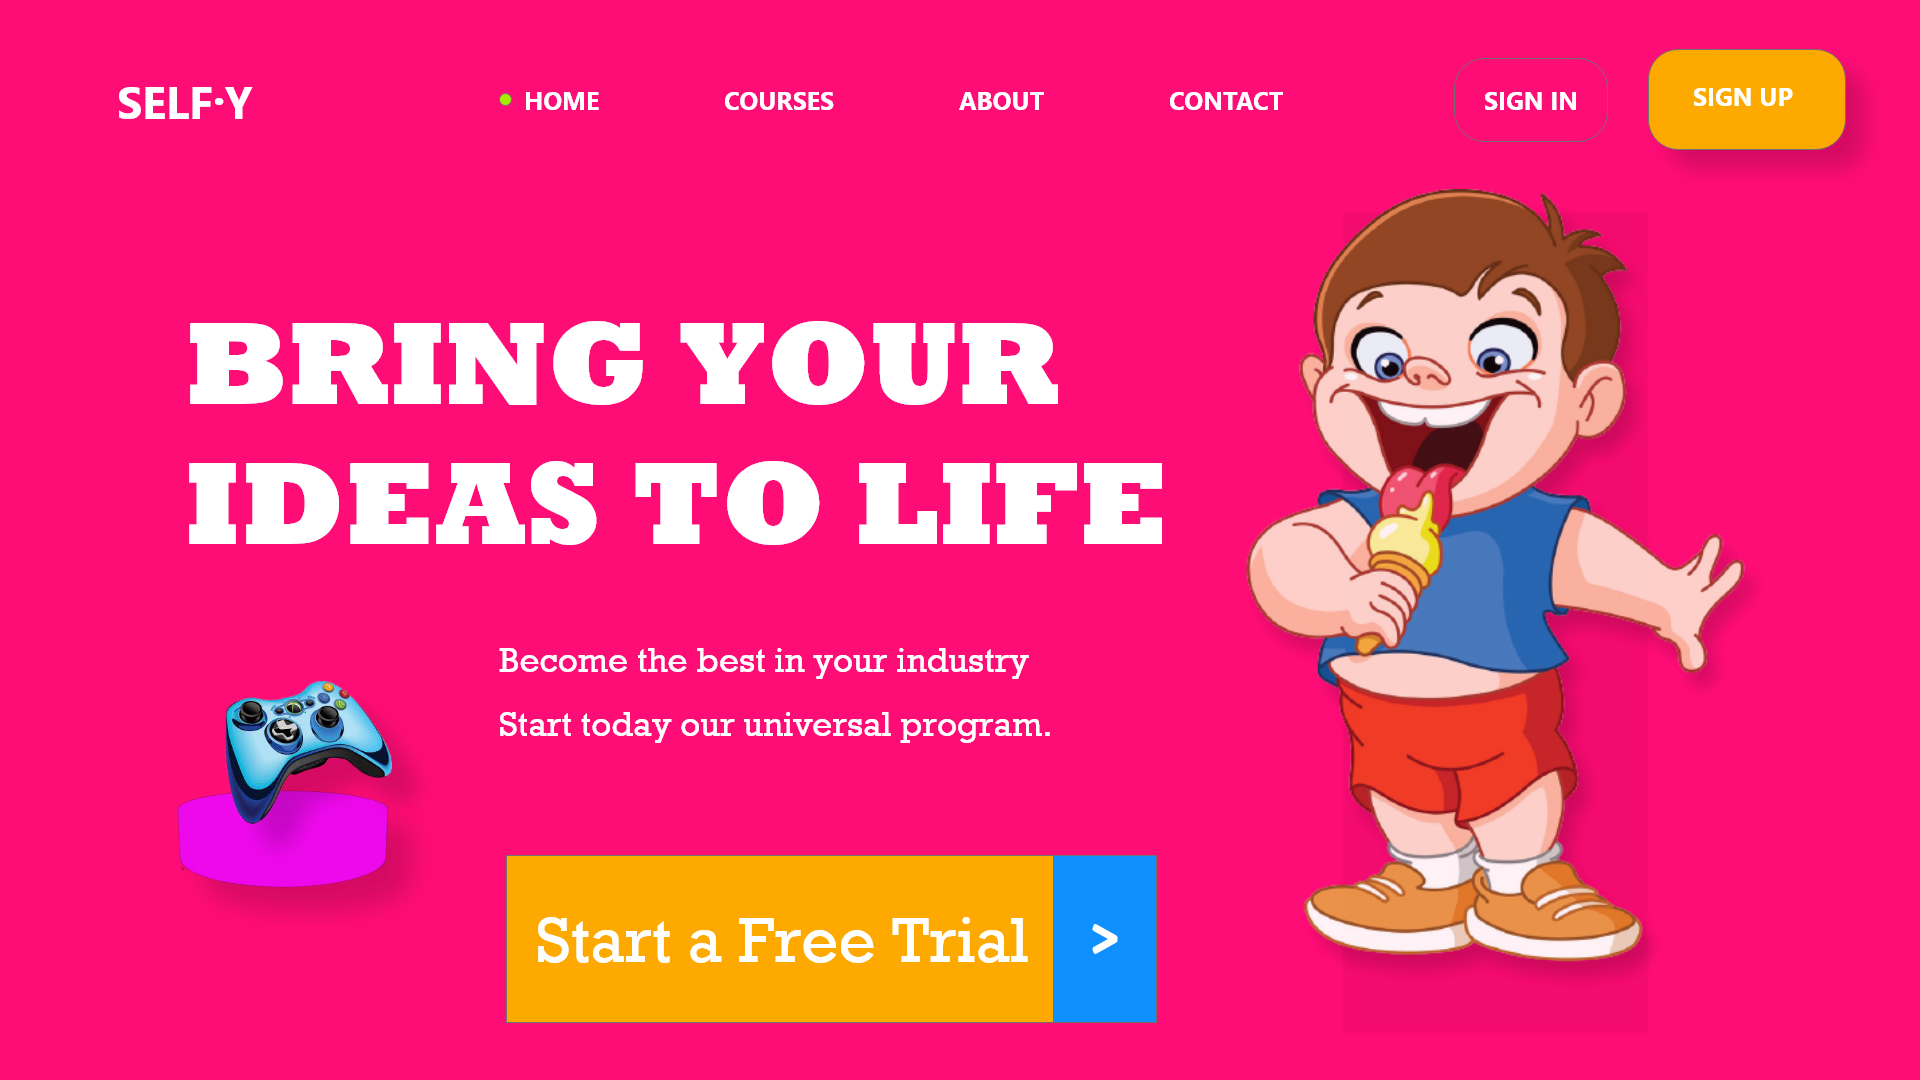 SELF·Y
HOME
COURSES
ABOUT
CONTACT
SIGN IN
SIGN UP
BRING YOUR
IDEAS TO LIFE
Become the best in your industry
Start today our universal program.
Start a Free Trial
>